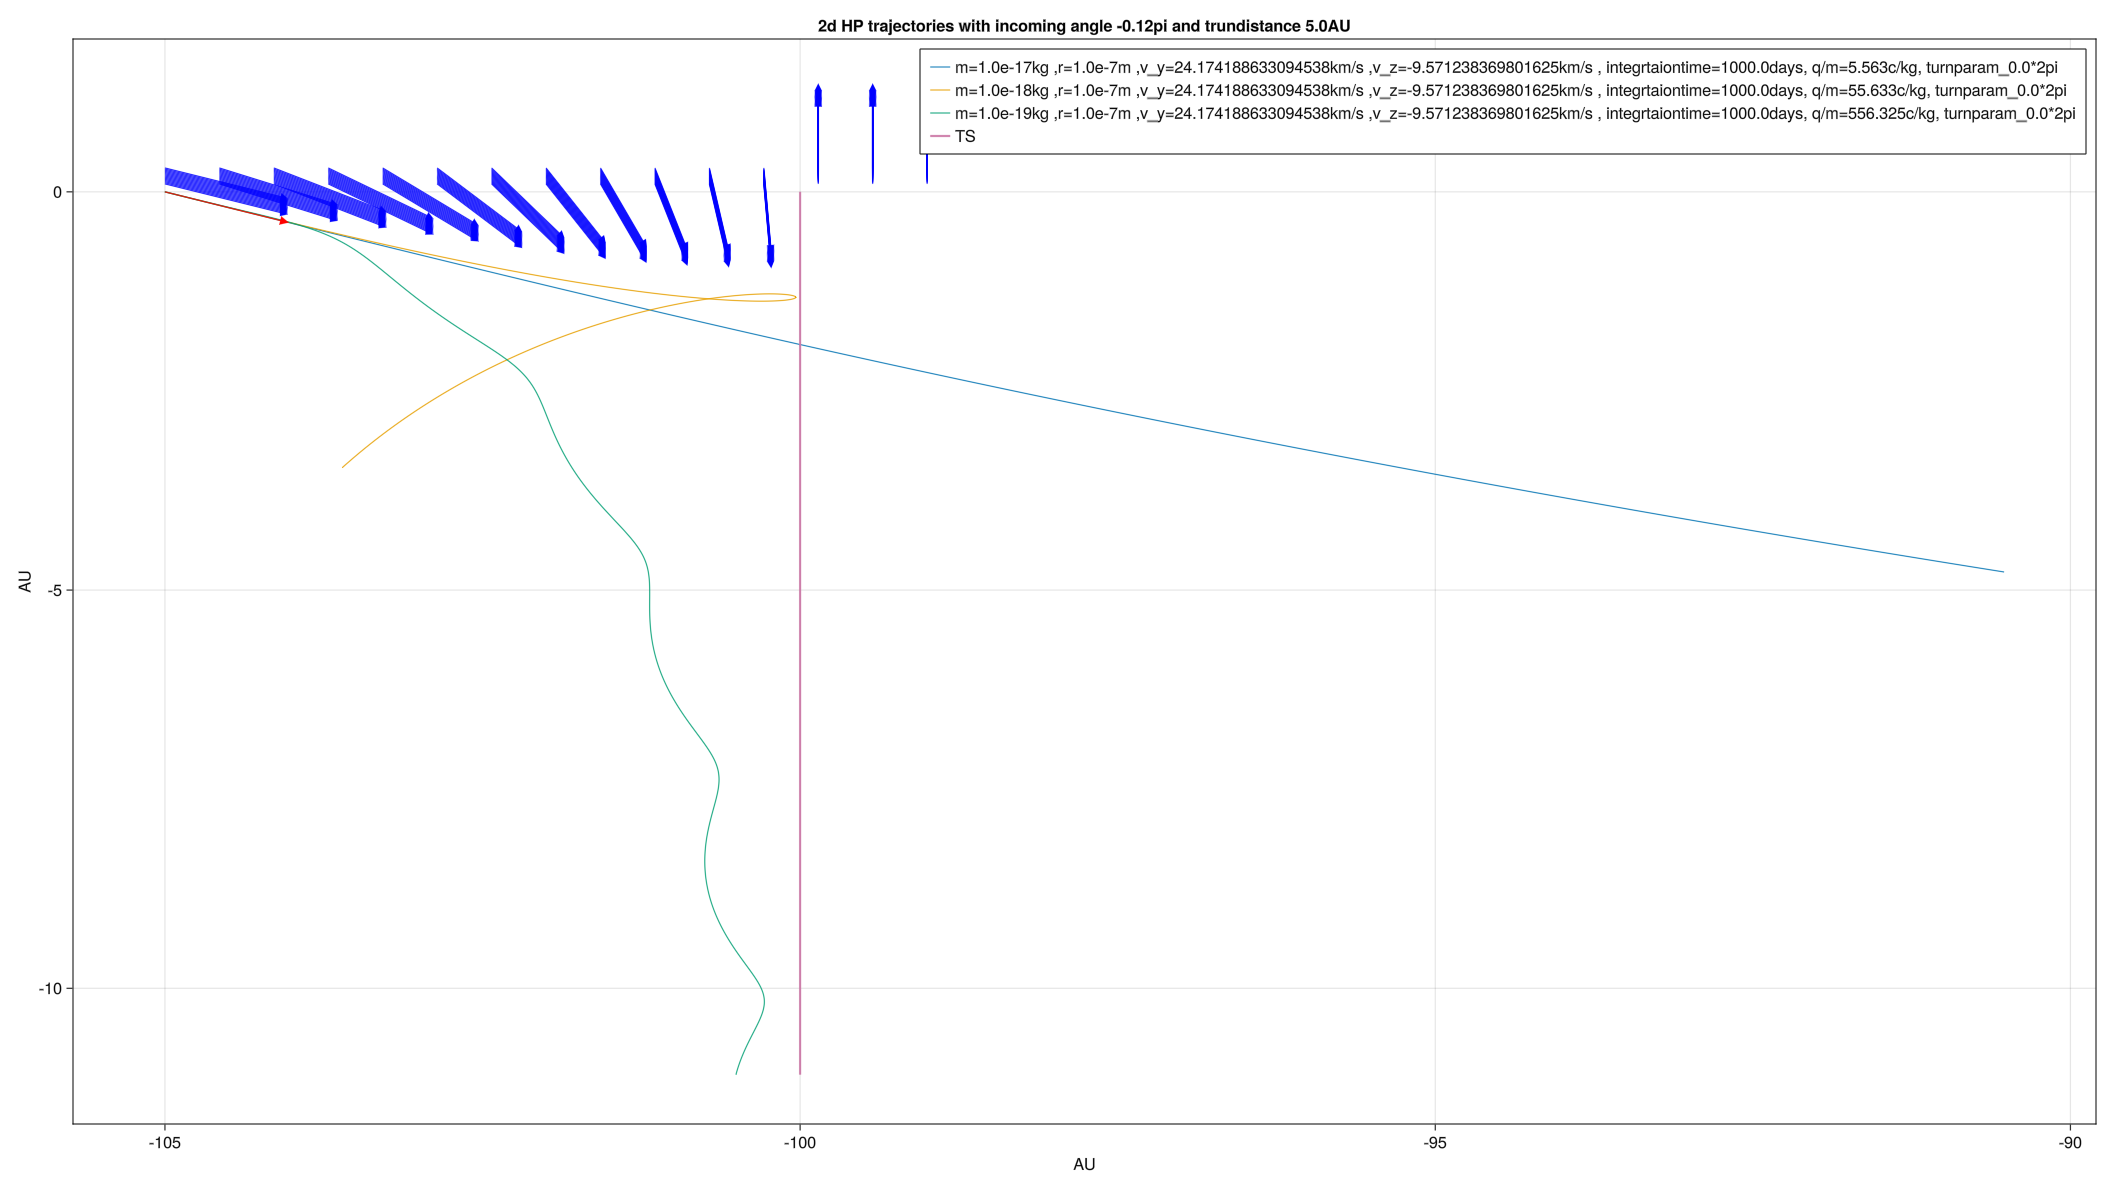 2d HP trajectories with incoming angle -0.12pi and trundistance 5.0AU
m=1.0e-17kg ,r=1.0e-7m ,v_y=24.174188633094538km/s ,v_z=-9.571238369801625km/s , integrtaiontime=1000.0days, q/m=5.563c/kg, turnparam_0.0*2pi
m=1.0e-18kg ,r=1.0e-7m ,v_y=24.174188633094538km/s ,v_z=-9.571238369801625km/s , integrtaiontime=1000.0days, q/m=55.633c/kg, turnparam_0.0*2pi
m=1.0e-19kg ,r=1.0e-7m ,v_y=24.174188633094538km/s ,v_z=-9.571238369801625km/s , integrtaiontime=1000.0days, q/m=556.325c/kg, turnparam_0.0*2pi
TS
0
-5
-10
AU
-105
-100
-95
-90
AU